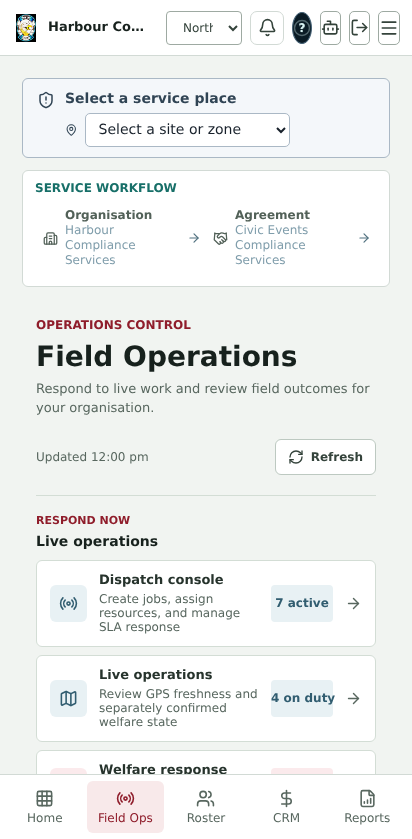 Harbour Co...
North
?
Select a service place
Select a site or zone
SERVICE WORKFLOW
Organisation
Harbour
Compliance
Services
Agreement
Civic Events
Compliance
Services
OPERATIONS CONTROL
Field Operations
Respond to live work and review field outcomes for
your organisation.
Updated 12:00 pm
Refresh
RESPOND NOW
Live operations
Dispatch console
Create jobs, assign
resources, and manage
SLA response
7 active
Live operations
Review GPS freshness and
separately confirmed
welfare state
4 on duty
Welfare response
Home
Field Ops
Roster
CRM
Reports